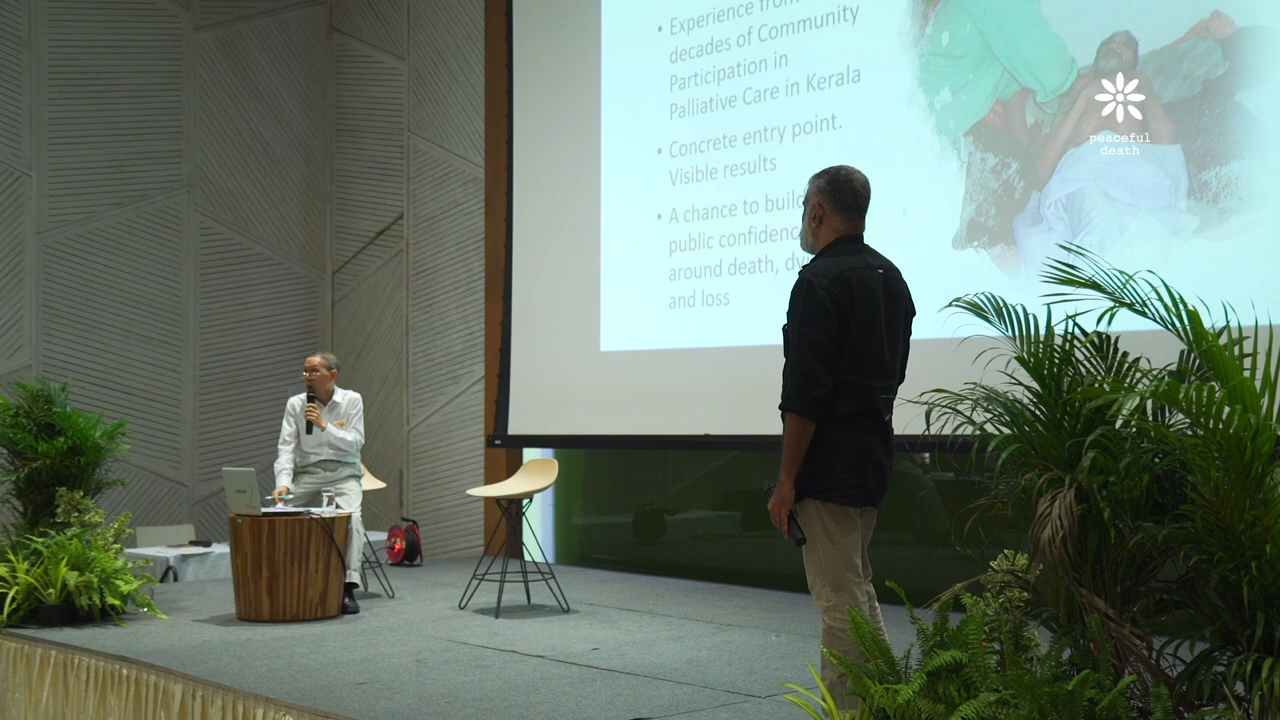 • Experience from
decades of Community
Participation in
Palliative Care in Kerala
• Concrete entry point.
Visible results
• A chance to build
public confidenc
around death, dy
and loss
peaceful
death